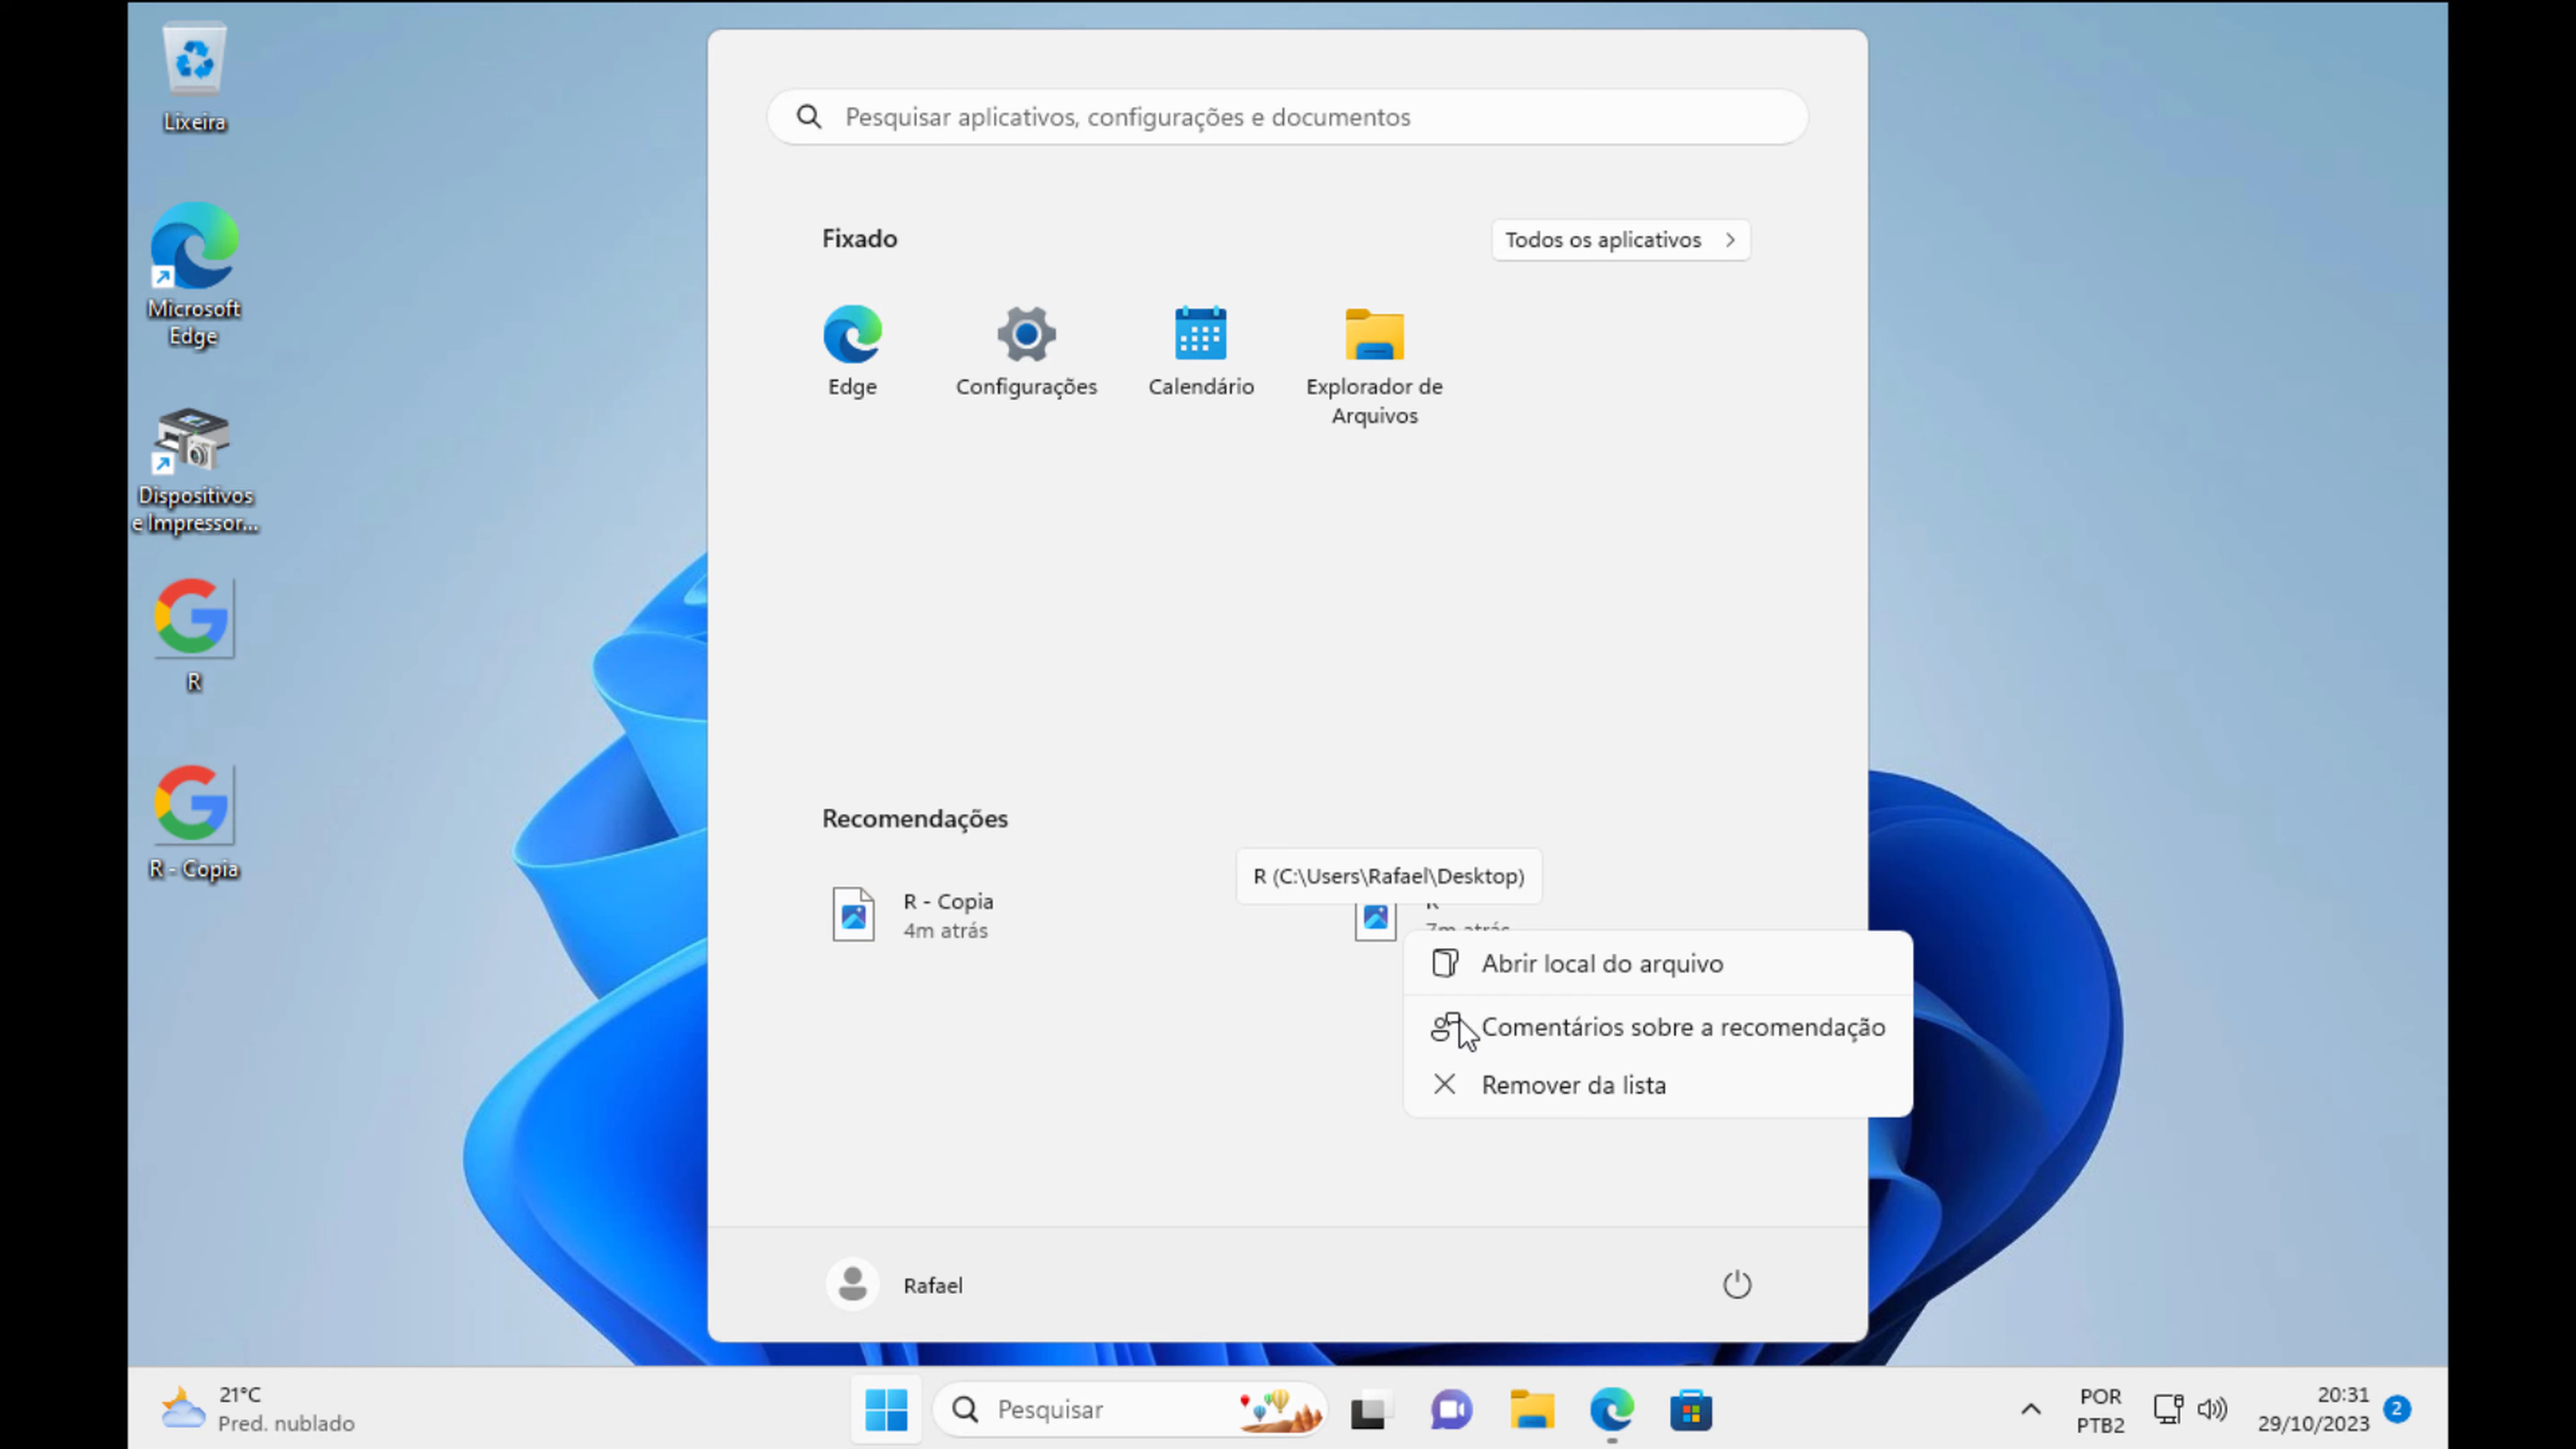 Lixeira
Microsoft
Edge
Dispositivos
e Impressor...
R
R - Copia
Pesquisar aplicativos, configurações e documentos
Fixado
Todos os aplicativos
Edge
Configurações
Calendário
Explorador de
Arquivos
Recomendações
R - Copia
4m atrás
R (C:\Users\Rafael\Desktop)
R
7m atrás
Abrir local do arquivo
Comentários sobre a recomendação
Remover da lista
Rafael
21°C
Pred. nublado
Pesquisar
POR
PTB2
20:31
29/10/2023
2